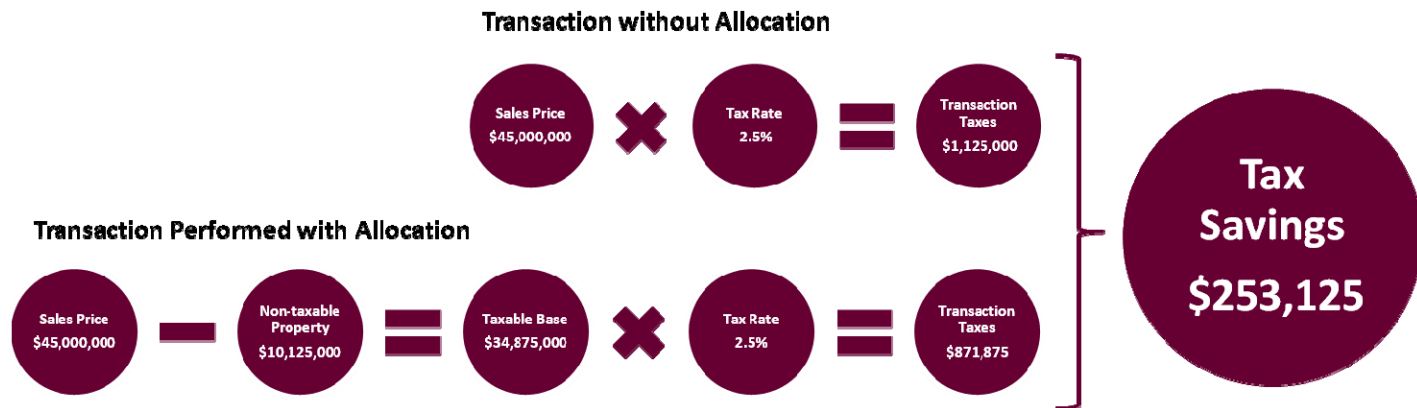 Transaction without Allocation
Sales Price
$45,000,000
Tax Rate
2.5%
Transaction
Taxes
$1,125,000
Tax
Savings
$253,125
Transaction Performed with Allocation
Sales Price
$45,000,000
Non-taxable
Property
$10,125,000
Taxable Base
$34,875,000
Tax Rate
2.5%
Transaction
Taxes
$871,875